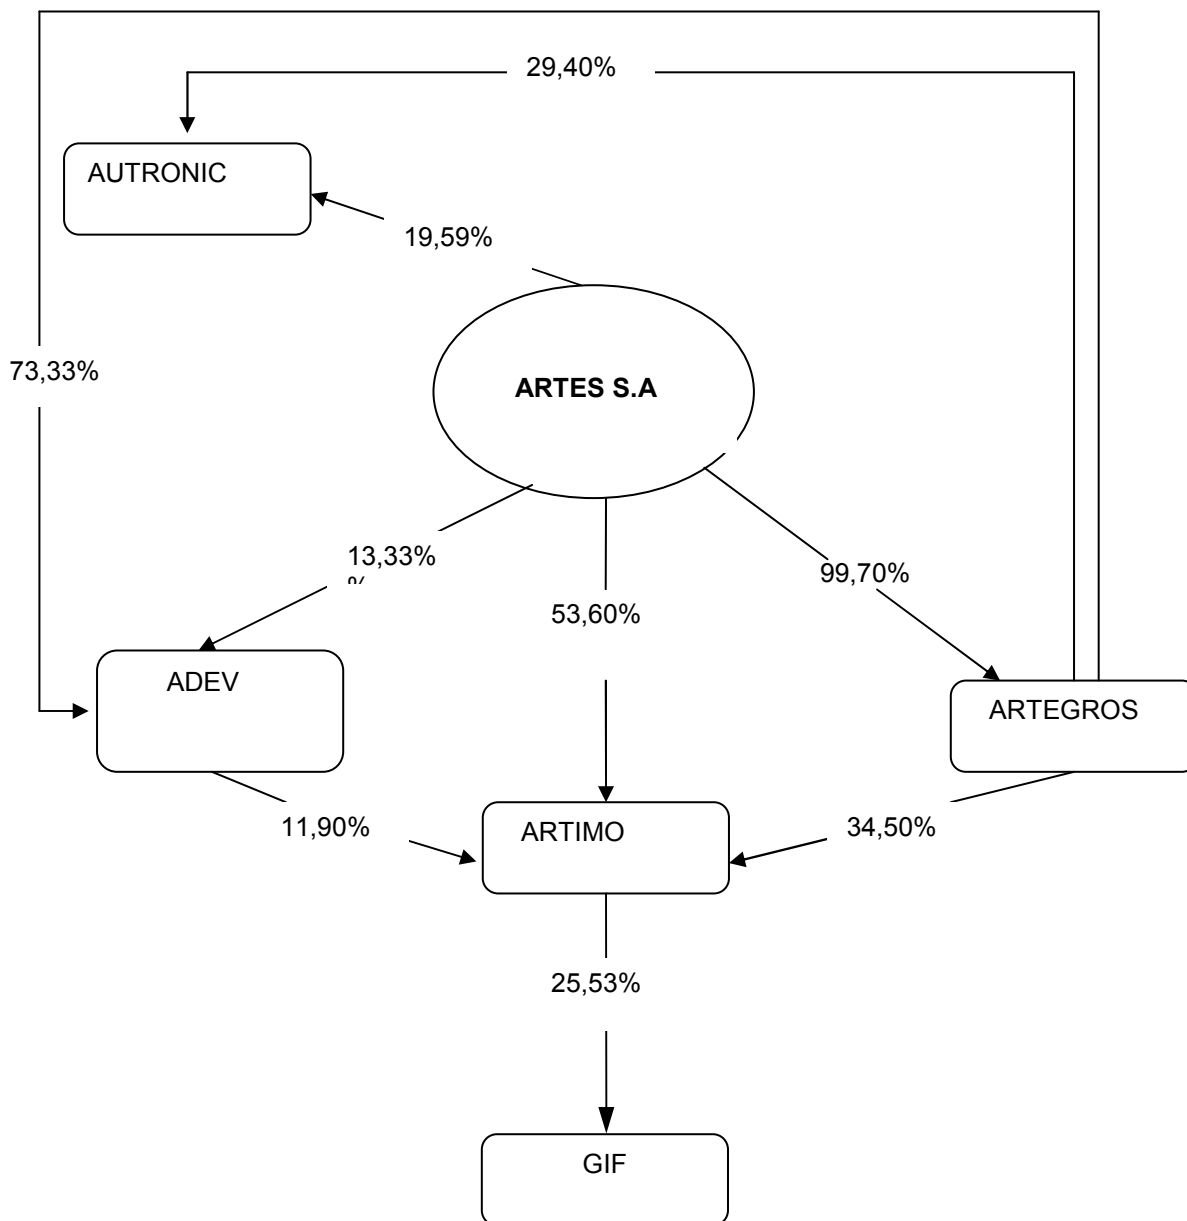 29,40%
AUTRONIC
19,59%
73,33%
ARTES S.A
13,33%
%
99,70%
53,60%
ADEV
ARTEGROS
11,90%
ARTIMO
34,50%
25,53%
GIF